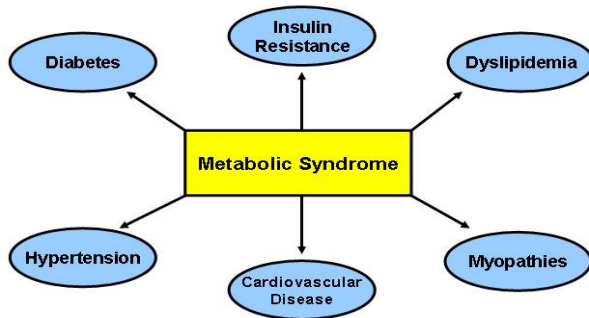 Insulin
Resistance
Diabetes
Dyslipidemia
Metabolic Syndrome
Hypertension
Cardiovascular
Disease
Myopathies